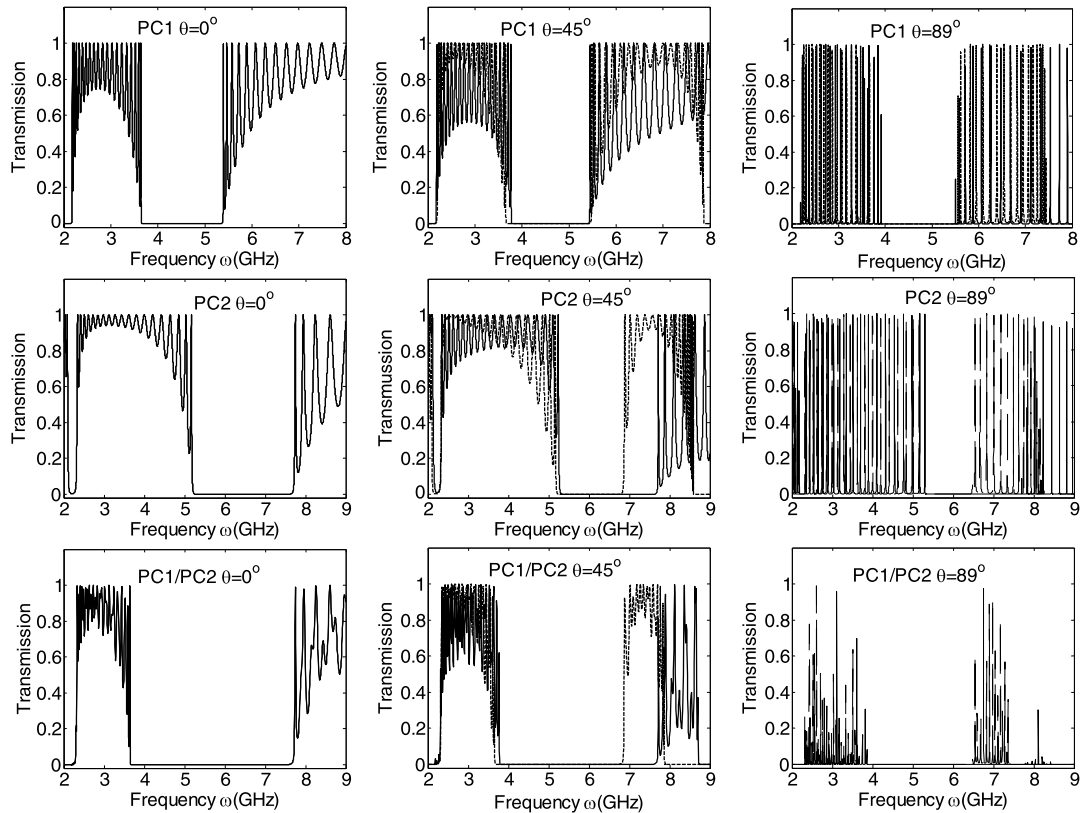 PC1 θ=0°
Transmission
1
0.8
0.6
0.4
0.2
0
2 3 4 5 6 7 8
Frequency ω(GHz)
PC1 θ=45°
Transmission
1
0.8
0.6
0.4
0.2
0
2 3 4 5 6 7 8
Frequency ω(GHz)
PC1 θ=89°
Transmission
1
0.8
0.6
0.4
0.2
0
2 3 4 5 6 7 8
Frequency ω(GHz)
PC2 θ=0°
Transmission
1
0.8
0.6
0.4
0.2
0
2 3 4 5 6 7 8 9
Frequency ω(GHz)
PC2 θ=45°
Transmussion
1
0.8
0.6
0.4
0.2
0
2 3 4 5 6 7 8 9
Frequency ω(GHz)
PC2 θ=89°
Transmission
1
0.8
0.6
0.4
0.2
0
2 3 4 5 6 7 8 9
Frequency ω(GHz)
PC1/PC2 θ=0°
Transmission
1
0.8
0.6
0.4
0.2
0
2 3 4 5 6 7 8 9
Frequency ω(GHz)
PC1/PC2 θ=45°
Transmission
1
0.8
0.6
0.4
0.2
0
2 3 4 5 6 7 8 9
Frequency ω(GHz)
PC1/PC2 θ=89°
Transmission
1
0.8
0.6
0.4
0.2
0
2 3 4 5 6 7 8 9
Frequency ω(GHz)